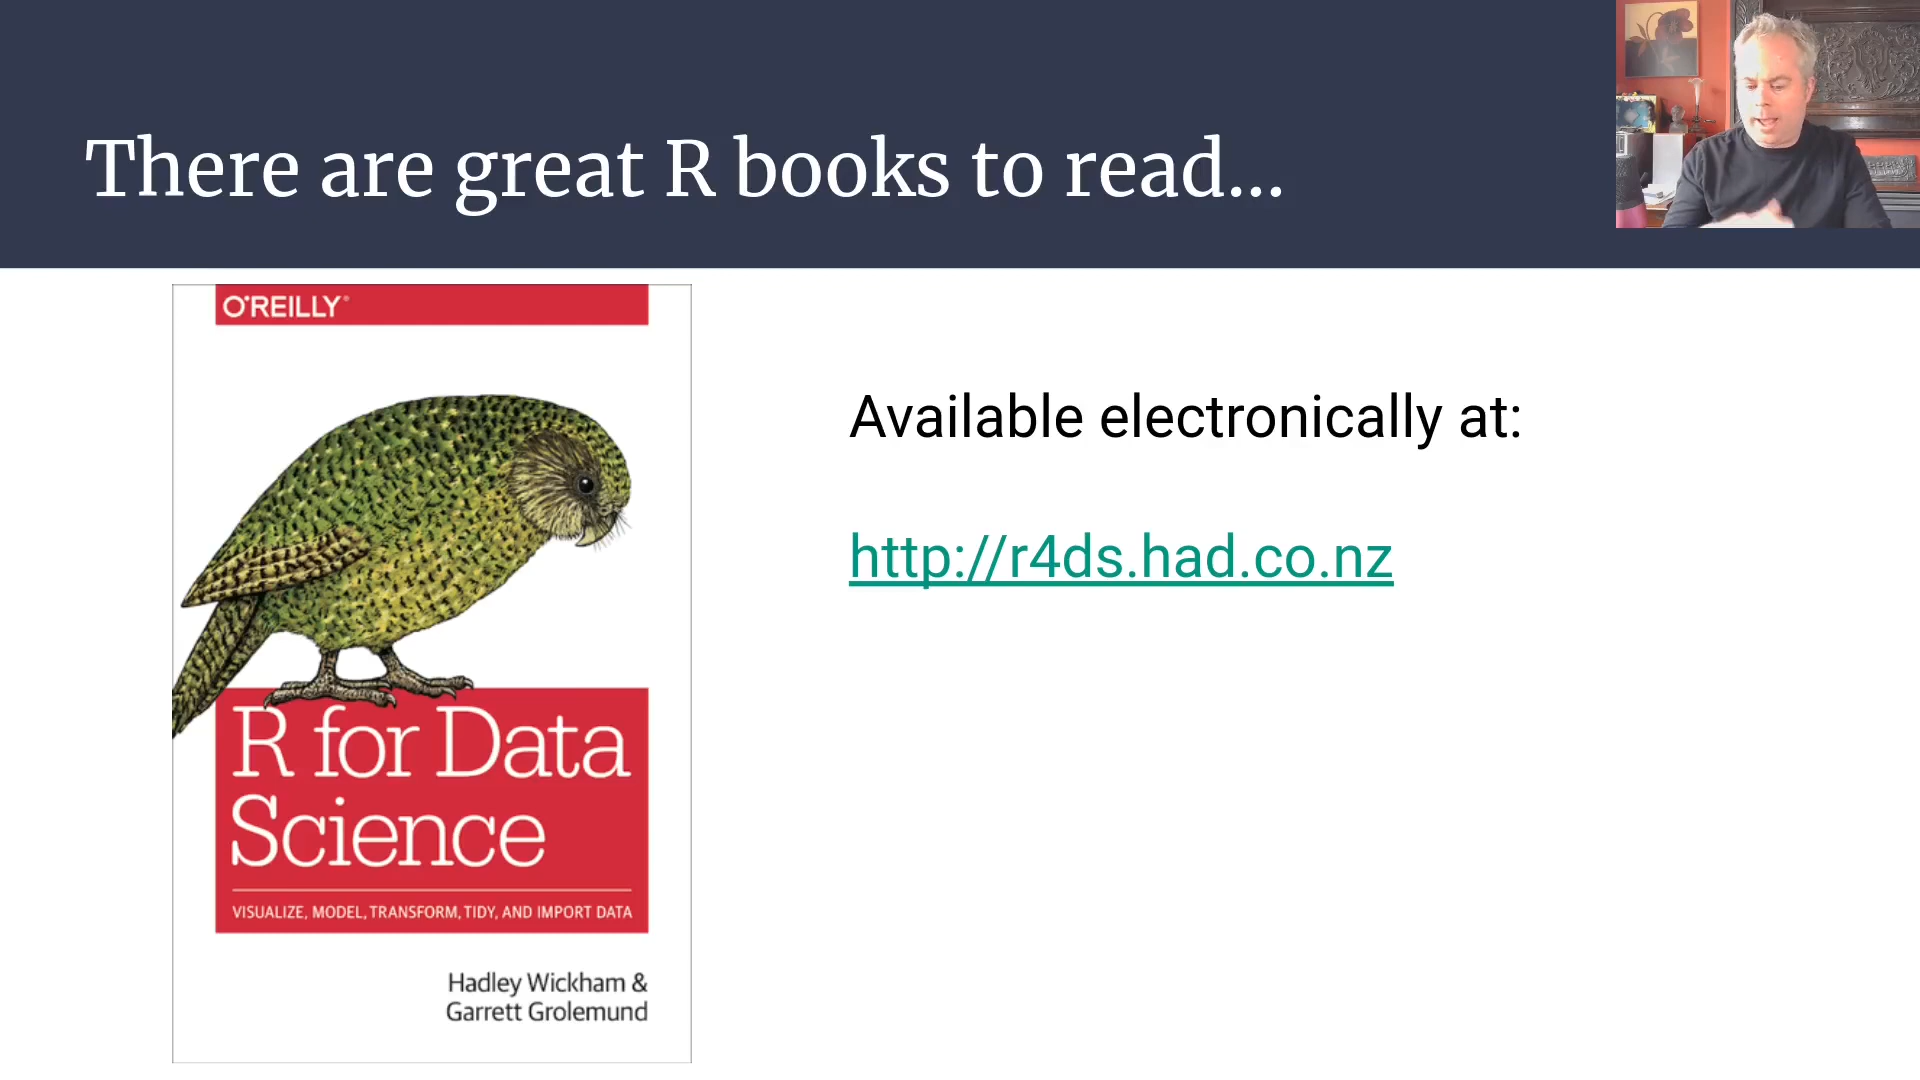 There are great R books to read...
O'REILLY®
R for Data
Science
VISUALIZE, MODEL, TRANSFORM, TIDY, AND IMPORT DATA
Hadley Wickham &
Garrett Grolemund
Available electronically at:
http://r4ds.had.co.nz